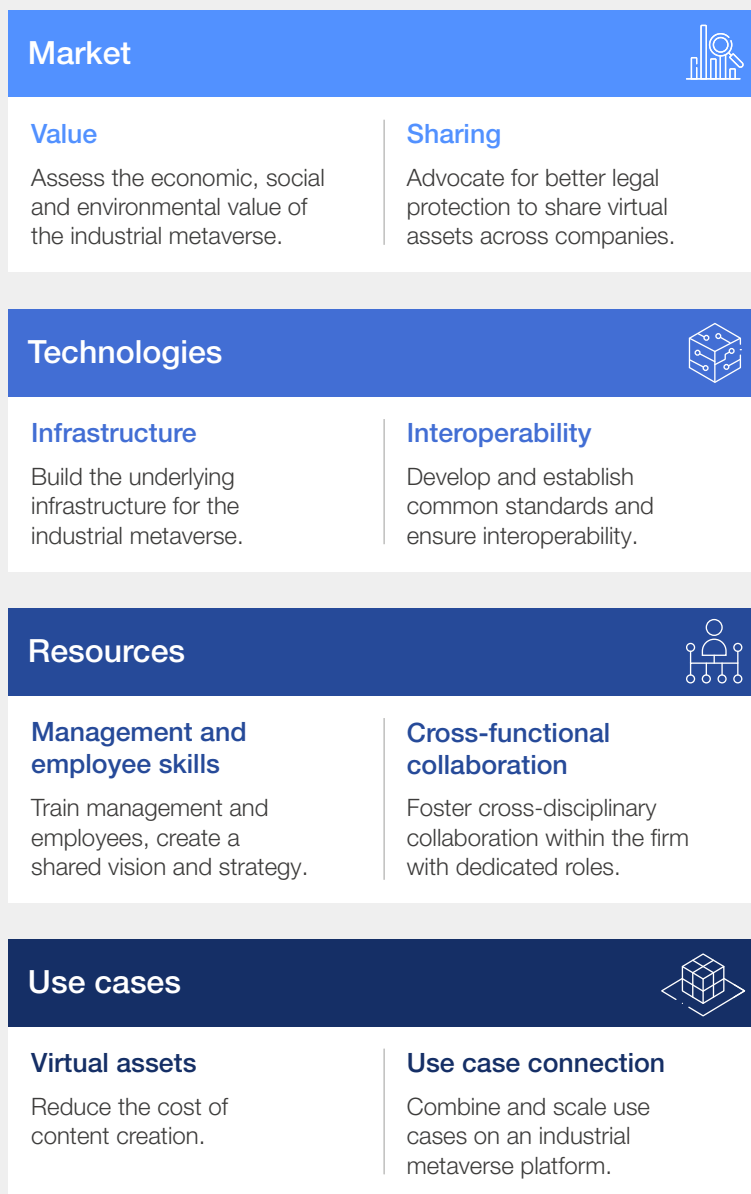 Market
Value
Assess the economic, social
and environmental value of
the industrial metaverse.
Sharing
Advocate for better legal
protection to share virtual
assets across companies.
Technologies
Infrastructure
Build the underlying
infrastructure for the
industrial metaverse.
Interoperability
Develop and establish
common standards and
ensure interoperability.
Resources
Management and
employee skills
Train management and
employees, create a
shared vision and strategy.
Cross-functional
collaboration
Foster cross-disciplinary
collaboration within the firm
with dedicated roles.
Use cases
Virtual assets
Reduce the cost of
content creation.
Use case connection
Combine and scale use
cases on an industrial
metaverse platform.